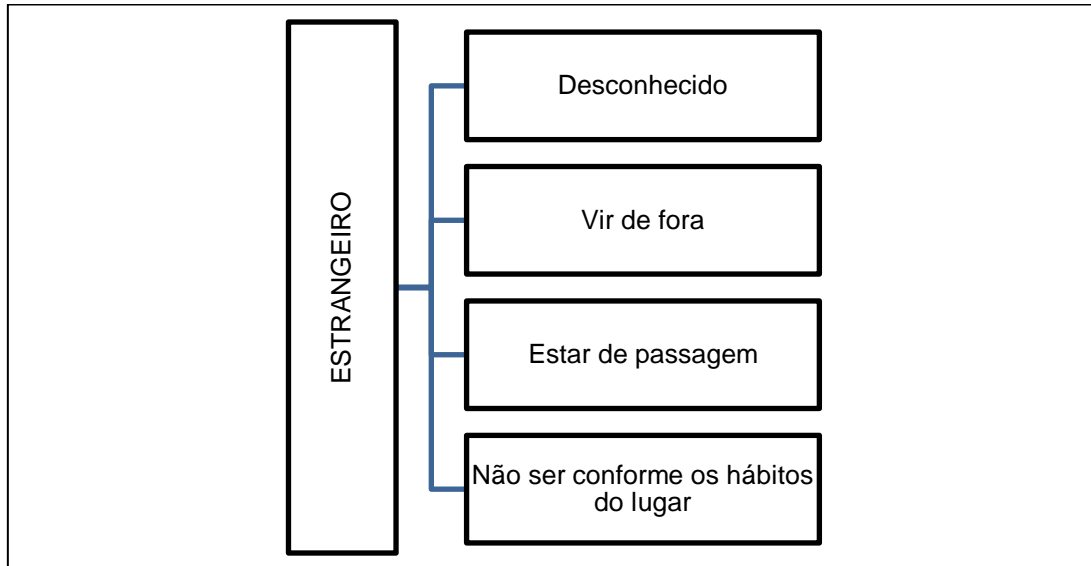 ESTRANGEIRO
Desconhecido
Vir de fora
Estar de passagem
Não ser conforme os hábitos
do lugar